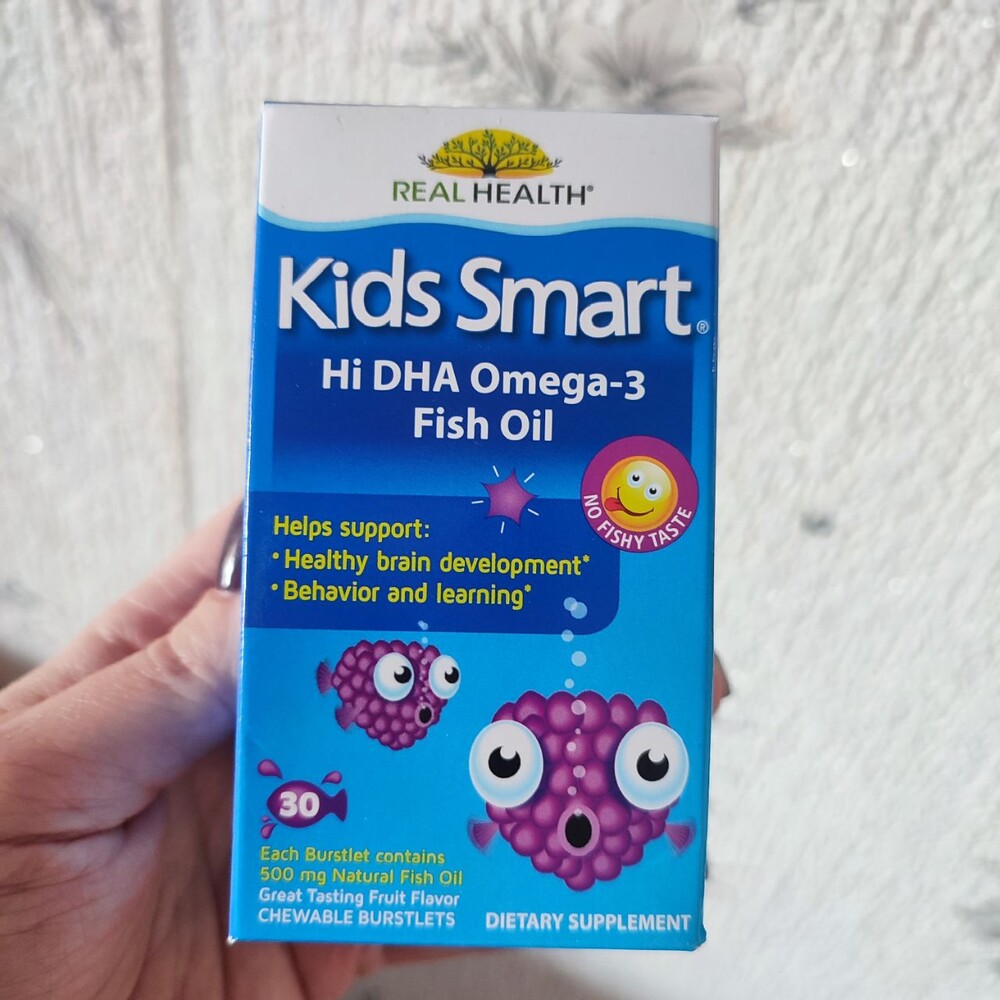 REAL HEALTH®
Kids Smart®
Hi DHA Omega-3
Fish Oil
NO FISHY TASTE
Helps support:
• Healthy brain development*
• Behavior and learning*
30
Each Burstlet contains
500 mg Natural Fish Oil
Great Tasting Fruit Flavor
CHEWABLE BURSTLETS
DIETARY SUPPLEMENT